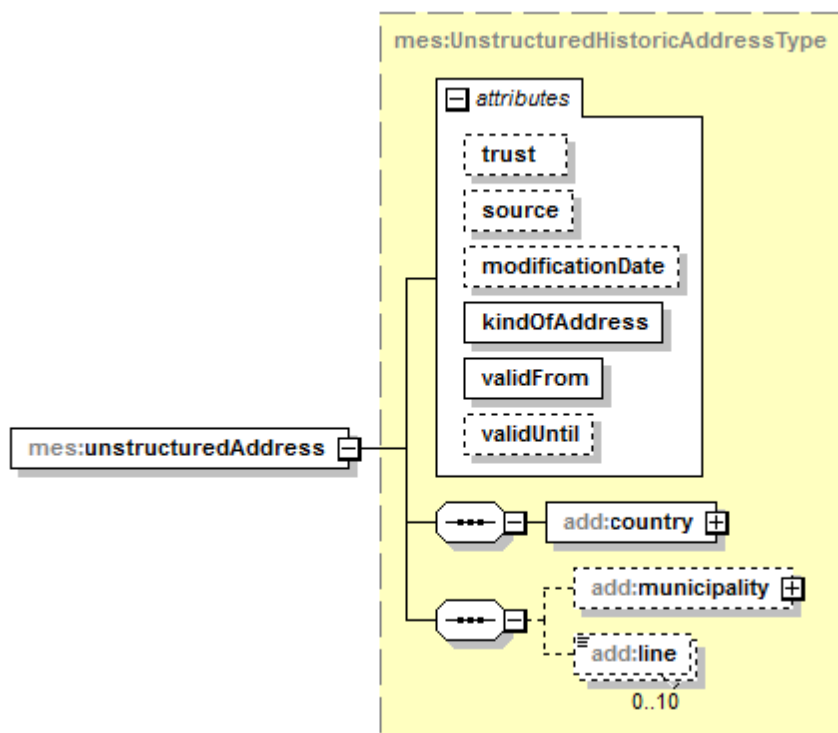 mes:UnstructuredHistoricAddressType
attributes
trust
source
modificationDate
kindOfAddress
validFrom
validUntil
mes:unstructuredAddress
add:country
add:municipality
add:line
0..10